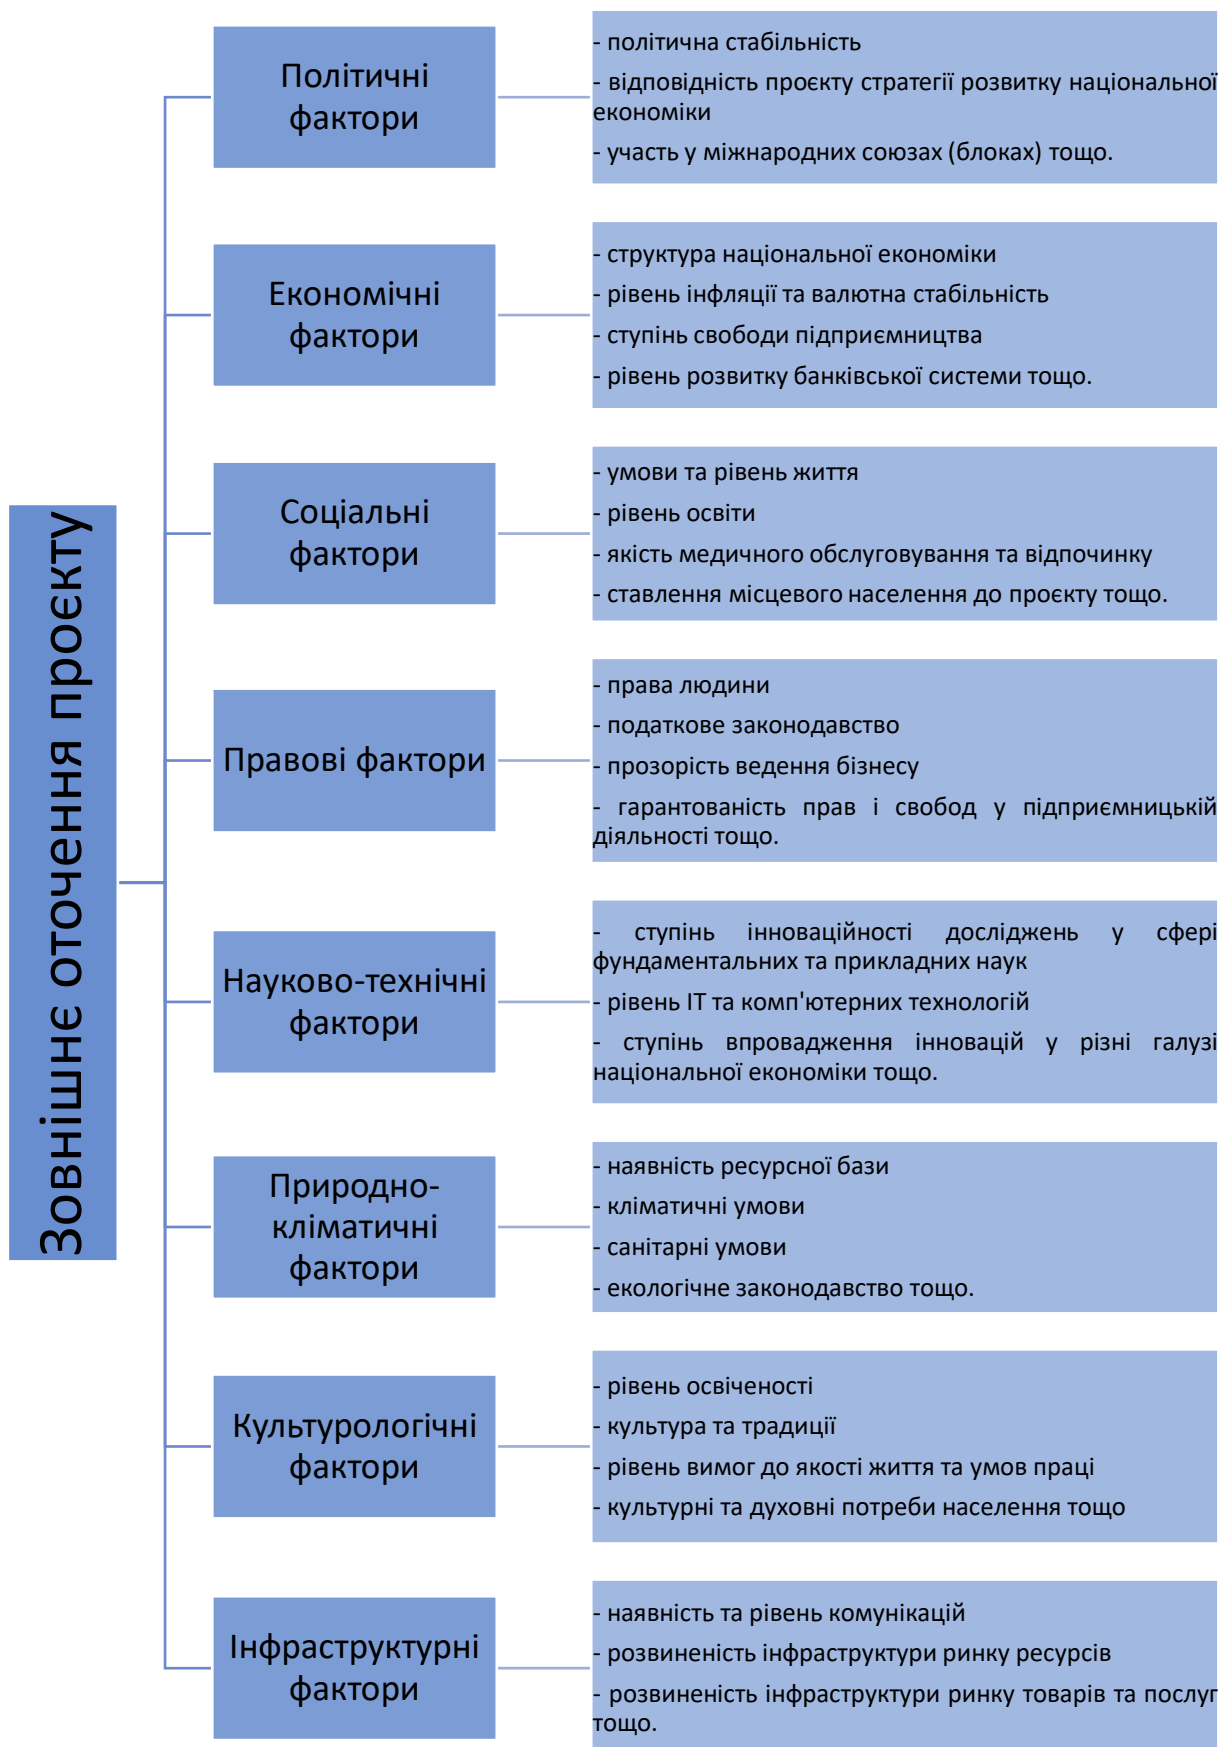 Зовнішнє оточення проєкту
Політичні
фактори
- політична стабільність
- відповідність проєкту стратегії розвитку національної
економіки
- участь у міжнародних союзах (блоках) тощо.
Економічні
фактори
- структура національної економіки
- рівень інфляції та валютна стабільність
- ступінь свободи підприємництва
- рівень розвитку банківської системи тощо.
Соціальні
фактори
- умови та рівень життя
- рівень освіти
- якість медичного обслуговування та відпочинку
- ставлення місцевого населення до проєкту тощо.
Правові фактори
- права людини
- податкове законодавство
- прозорість ведення бізнесу
- гарантованість прав і свобод у підприємницькій
діяльності тощо.
Науково-технічні
фактори
- ступінь інноваційності досліджень у сфері
фундаментальних та прикладних наук
- рівень ІТ та комп'ютерних технологій
- ступінь впровадження інновацій у різні галузі
національної економіки тощо.
Природно-
кліматичні
фактори
- наявність ресурсної бази
- кліматичні умови
- санітарні умови
- екологічне законодавство тощо.
Культурологічні
фактори
- рівень освіченості
- культура та традиції
- рівень вимог до якості життя та умов праці
- культурні та духовні потреби населення тощо
Інфраструктурні
фактори
- наявність та рівень комунікацій
- розвиненість інфраструктури ринку ресурсів
- розвиненість інфраструктури ринку товарів та послуг
тощо.